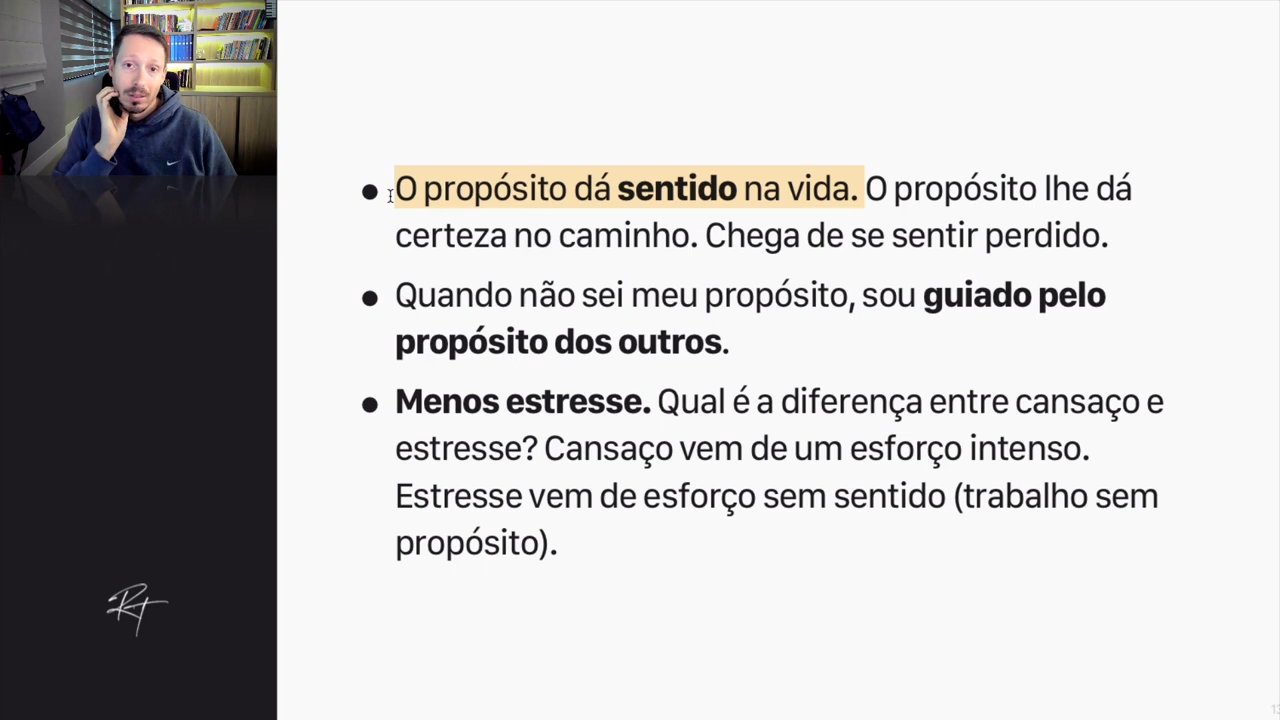 O propósito dá sentido na vida. O propósito lhe dá
certeza no caminho. Chega de se sentir perdido.
Quando não sei meu propósito, sou guiado pelo
propósito dos outros.
Menos estresse. Qual é a diferença entre cansaço e
estresse? Cansaço vem de um esforço intenso.
Estresse vem de esforço sem sentido (trabalho sem
propósito).
RT